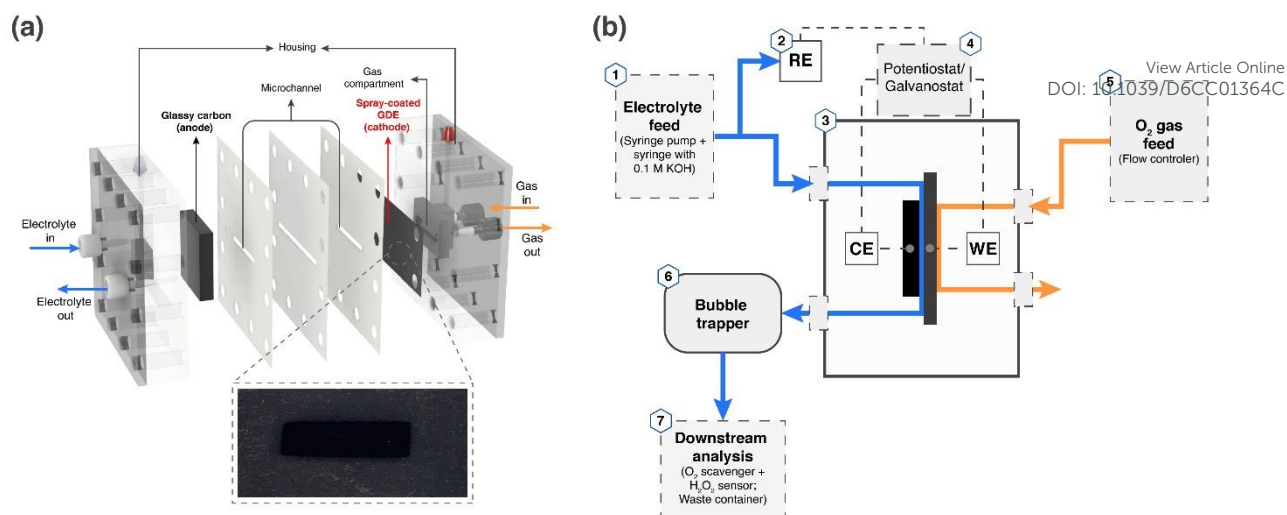 (a)
Housing
Gas
compartment
Microchannel
Spray-coated
GDE
(cathode)
Glassy carbon
(anode)
Gas
in
Gas
out
Electrolyte
in
Electrolyte
out
(b)
1
Electrolyte
feed
(Syringe pump +
syringe with
0.1 M KOH)
2
RE
4
Potentiostat/
Galvanostat
View Article Online
DOI: 10.1039/D6CC01364C
5
O₂ gas
feed
(Flow controler)
3
CE
WE
6
Bubble
trapper
7
Downstream
analysis
(O₂ scavenger +
H₂O₂ sensor;
Waste container)